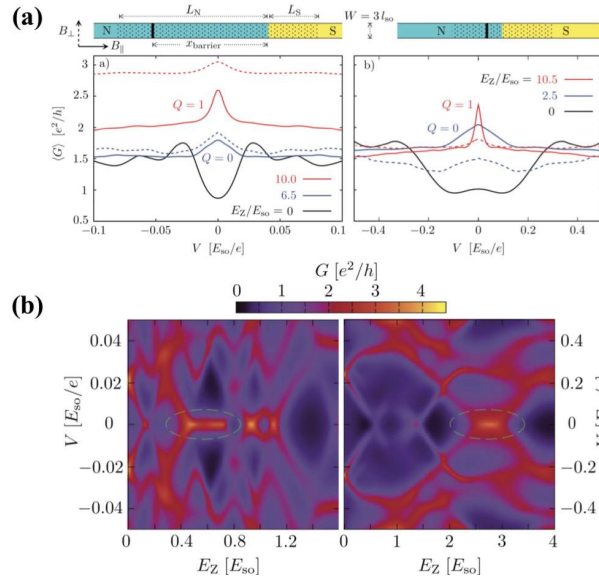 (a)
L_N L_S
W = 3 l_so
B_⊥ N S N S
B_∥ x_barrier
a) b)
E_Z/E_so = 10.5
2.5
0
Q = 1 Q = 1
Q = 0 Q = 0
10.0
6.5
E_Z/E_so = 0
⟨G⟩ [e²/h]
3
2.5
2
1.5
1
0.5
−0.1 −0.05 0 0.05 0.1 −0.4 −0.2 0 0.2 0.4
V [E_so/e] V [E_so/e]
G [e²/h]
(b)
0 1 2 3 4
V [E_so/e]
0.04 0.4
0.02 0.2
0 0
−0.02 −0.2
−0.04 −0.4
0 0.4 0.8 1.2 0 1 2 3 4
E_Z [E_so] E_Z [E_so]